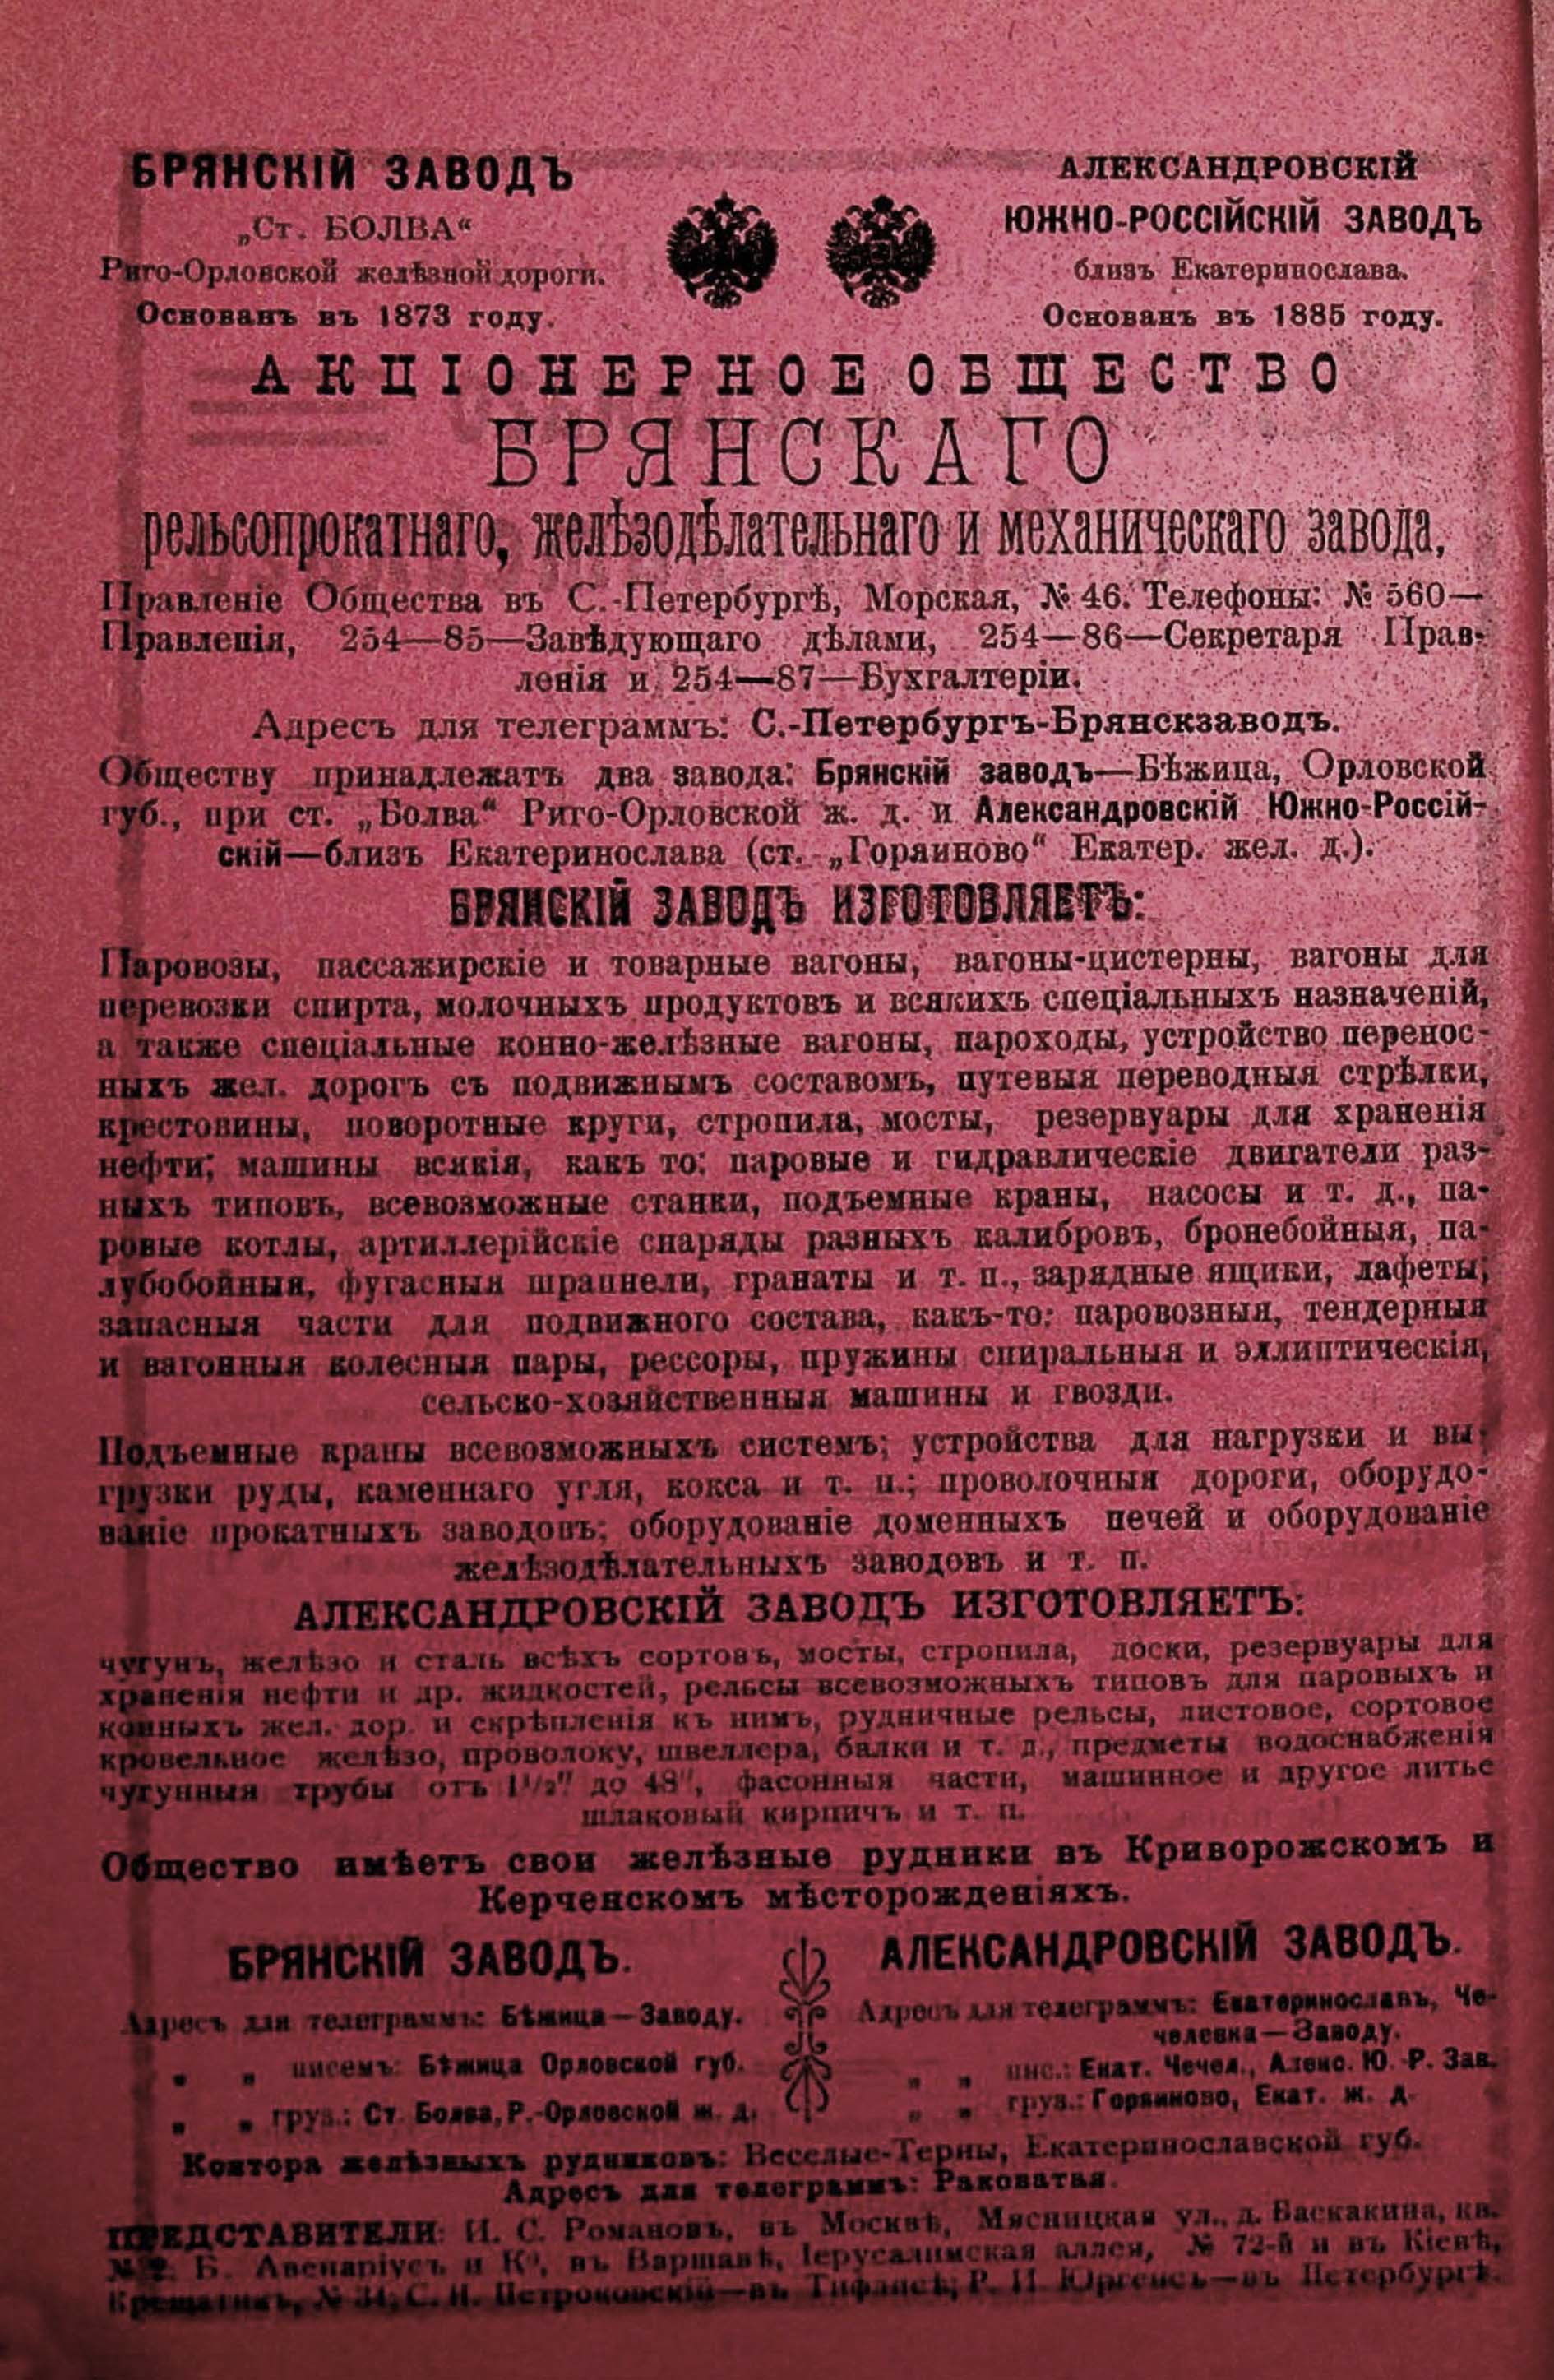 БРЯНСКІЙ ЗАВОДЪ
„Ст. БОЛВА“
Риго-Орловской желѣзной дороги.
Основанъ въ 1873 году.
АЛЕКСАНДРОВСКІЙ
ЮЖНО-РОССІЙСКІЙ ЗАВОДЪ
близъ Екатеринослава.
Основанъ въ 1885 году.
АКЦІОНЕРНОЕ ОБЩЕСТВО
БРЯНСКАГО
рельсопрокатнаго, желѣзодѣлательнаго и механическаго завода,
Правленіе Общества въ С.-Петербургѣ, Морская, № 46. Телефоны: № 560—
Правленія, 254—85—Завѣдующаго дѣлами, 254—86—Секретаря Прав-
ленія и 254—87—Бухгалтеріи.
Адресъ для телеграммъ: С.-Петербургъ-Брянскзаводъ.
Обществу принадлежатъ два завода: Брянскій заводъ—Бѣжица, Орловской
губ., при ст. „Болва“ Риго-Орловской ж. д. и Александровскій Южно-Россій-
скій—близъ Екатеринослава (ст. „Горяиново“ Екатер. жел. д.).
БРЯНСКІЙ ЗАВОДЪ ИЗГОТОВЛЯЕТЪ:
Паровозы, пассажирскіе и товарные вагоны, вагоны-цистерны, вагоны для
перевозки спирта, молочныхъ продуктовъ и всякихъ спеціальныхъ назначеній,
а также спеціальные конно-желѣзные вагоны, пароходы, устройство перенос-
ныхъ жел. дорогъ съ подвижнымъ составомъ, путевыя переводныя стрѣлки,
крестовины, поворотные круги, стропила, мосты, резервуары для храненія
нефти; машины всякія, какъ то: паровые и гидравлическіе двигатели раз-
ныхъ типовъ, всевозможные станки, подъемные краны, насосы и т. д., па-
ровые котлы, артиллерійскіе снаряды разныхъ калибровъ, бронебойныя, па-
лубобойныя, фугасныя шрапнели, гранаты и т. п., зарядные ящики, лафеты;
запасныя части для подвижного состава, какъ-то: паровозныя, тендерныя
и вагонныя колесныя пары, рессоры, пружины спиральныя и эллиптическія,
сельско-хозяйственныя машины и гвозди.
Подъемные краны всевозможныхъ системъ; устройства для нагрузки и вы-
грузки руды, каменнаго угля, кокса и т. п.; проволочныя дороги, оборудо-
ваніе прокатныхъ заводовъ; оборудованіе доменныхъ печей и оборудованіе
желѣзодѣлательныхъ заводовъ и т. п.
АЛЕКСАНДРОВСКІЙ ЗАВОДЪ ИЗГОТОВЛЯЕТЪ:
чугунъ, желѣзо и сталь всѣхъ сортовъ, мосты, стропила, доски, резервуары для
храненія нефти и др. жидкостей, рельсы всевозможныхъ типовъ для паровыхъ и
конныхъ жел. дор. и скрѣпленія къ нимъ, рудничные рельсы, листовое, сортовое
кровельное желѣзо, проволоку, швеллера, балки и т. д., предметы водоснабженія
чугунныя трубы отъ 1¹/₂" до 48", фасонныя части, машинное и другое литье
шлаковый кирпичъ и т. п.
Общество имѣетъ свои желѣзные рудники въ Криворожскомъ и
Керченскомъ мѣсторожденіяхъ.
БРЯНСКІЙ ЗАВОДЪ.
Адресъ для телеграммъ: Бѣжица—Заводу.
„ „ писемъ: Бѣжица Орловской губ.
„ „ груз.: Ст. Болва, Р.-Орловской ж. д.
АЛЕКСАНДРОВСКІЙ ЗАВОДЪ.
Адресъ для телеграммъ: Екатеринославъ, Че-
челевка—Заводу.
„ „ пис.: Екат. Чечел., Алекс. Ю.-Р. Зав.
„ „ груз.: Горяиново, Екат. ж. д.
Контора желѣзныхъ рудниковъ: Веселые-Терны, Екатеринославской губ.
Адресъ для телеграммъ: Раковатая.
ПРЕДСТАВИТЕЛИ: И. С. Романовъ, въ Москвѣ, Мясницкая ул., д. Баскакина, кв.
Б. Авенаріусъ и Кº, въ Варшавѣ, Іерусалимская аллея, № 72-й и въ Кіевѣ,
Крещатикъ, № 34; С. И. Петроковскій—въ Тифлисѣ; Р. И. Юргенсъ—въ Петербургѣ.